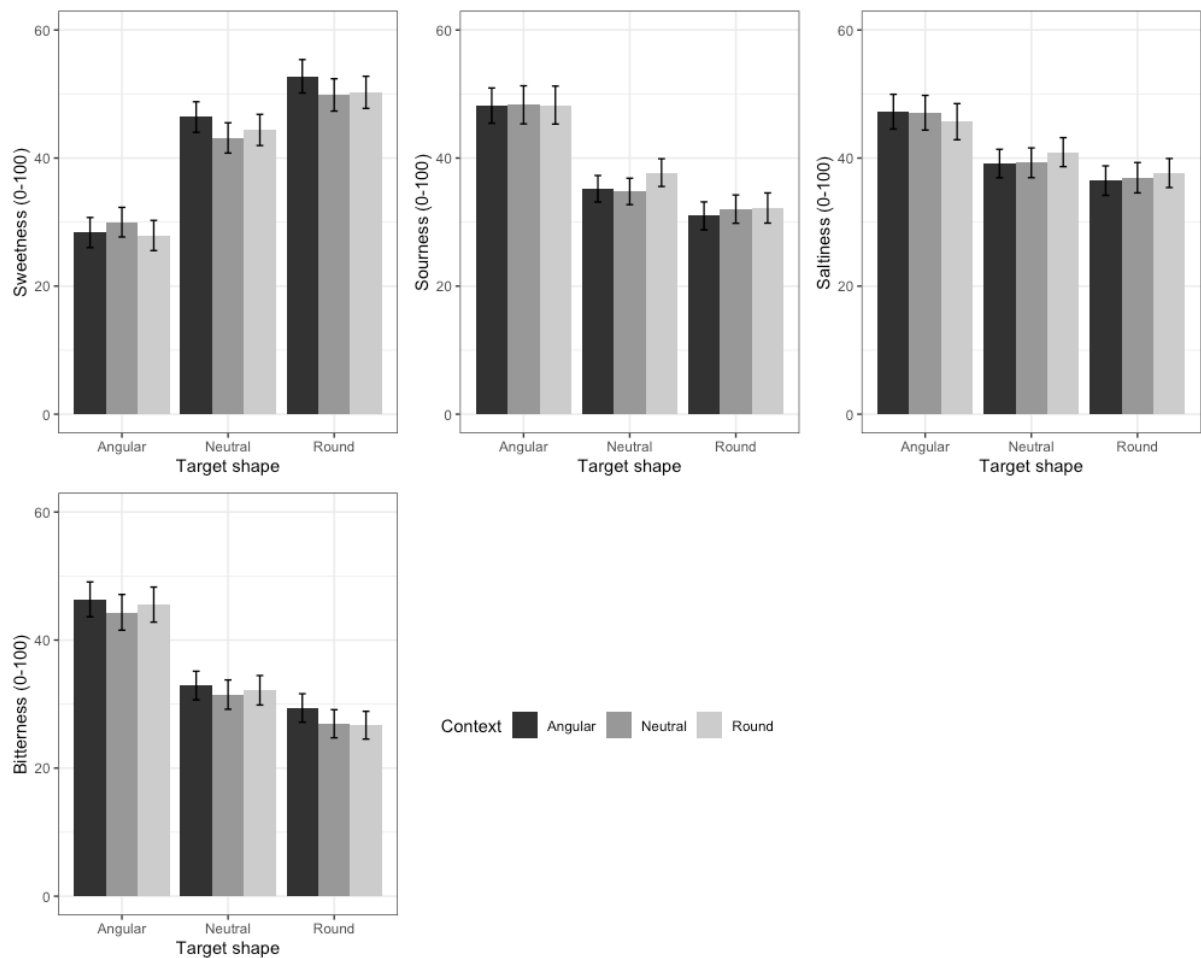 Sweetness (0-100)
60
40
20
0
Angular Neutral Round
Target shape
Sourness (0-100)
60
40
20
0
Angular Neutral Round
Target shape
Saltiness (0-100)
60
40
20
0
Angular Neutral Round
Target shape
Bitterness (0-100)
60
40
20
0
Angular Neutral Round
Target shape
Context Angular Neutral Round